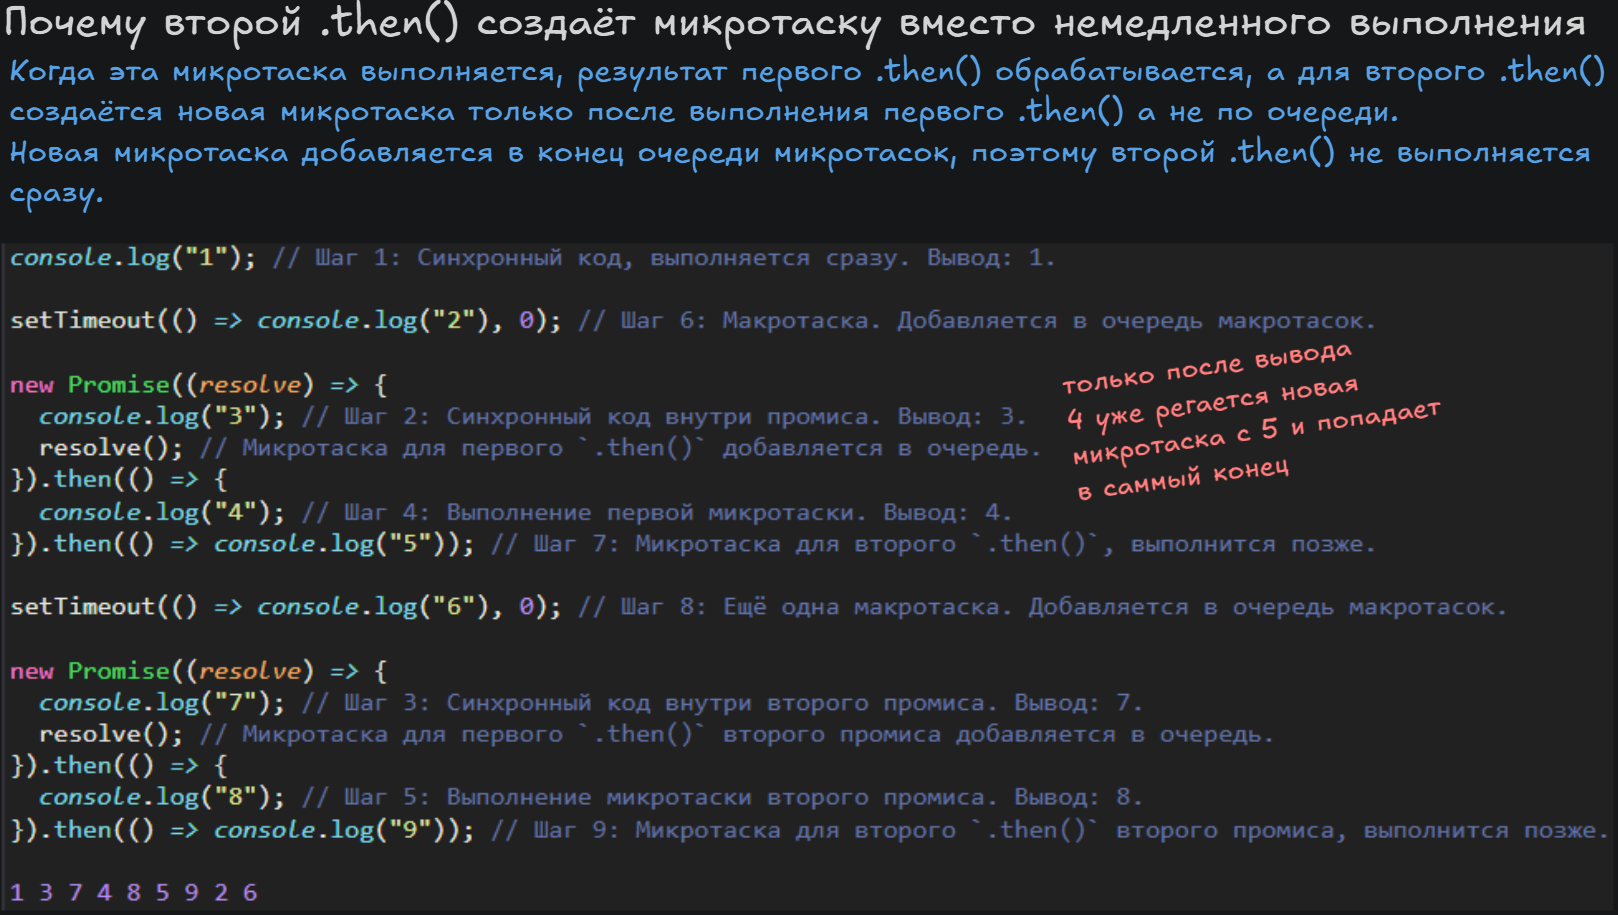 Почему второй .then() создаёт микротаску вместо немедленного выполнения
Когда эта микротаска выполняется, результат первого .then() обрабатывается, а для второго .then()
создаётся новая микротаска только после выполнения первого .then() а не по очереди.
Новая микротаска добавляется в конец очереди микротасок, поэтому второй .then() не выполняется
сразу.
console.log("1"); // Шаг 1: Синхронный код, выполняется сразу. Вывод: 1.
setTimeout(() => console.log("2"), 0); // Шаг 6: Макротаска. Добавляется в очередь макротасок.
new Promise((resolve) => {
console.log("3"); // Шаг 2: Синхронный код внутри промиса. Вывод: 3.
resolve(); // Микротаска для первого `.then()` добавляется в очередь.
}).then(() => {
console.log("4"); // Шаг 4: Выполнение первой микротаски. Вывод: 4.
}).then(() => console.log("5")); // Шаг 7: Микротаска для второго `.then()`, выполнится позже.
только после вывода
4 уже регается новая
микротаска с 5 и попадает
в саммый конец
setTimeout(() => console.log("6"), 0); // Шаг 8: Ещё одна макротаска. Добавляется в очередь макротасок.
new Promise((resolve) => {
console.log("7"); // Шаг 3: Синхронный код внутри второго промиса. Вывод: 7.
resolve(); // Микротаска для первого `.then()` второго промиса добавляется в очередь.
}).then(() => {
console.log("8"); // Шаг 5: Выполнение микротаски второго промиса. Вывод: 8.
}).then(() => console.log("9")); // Шаг 9: Микротаска для второго `.then()` второго промиса, выполнится позже.
1 3 7 4 8 5 9 2 6